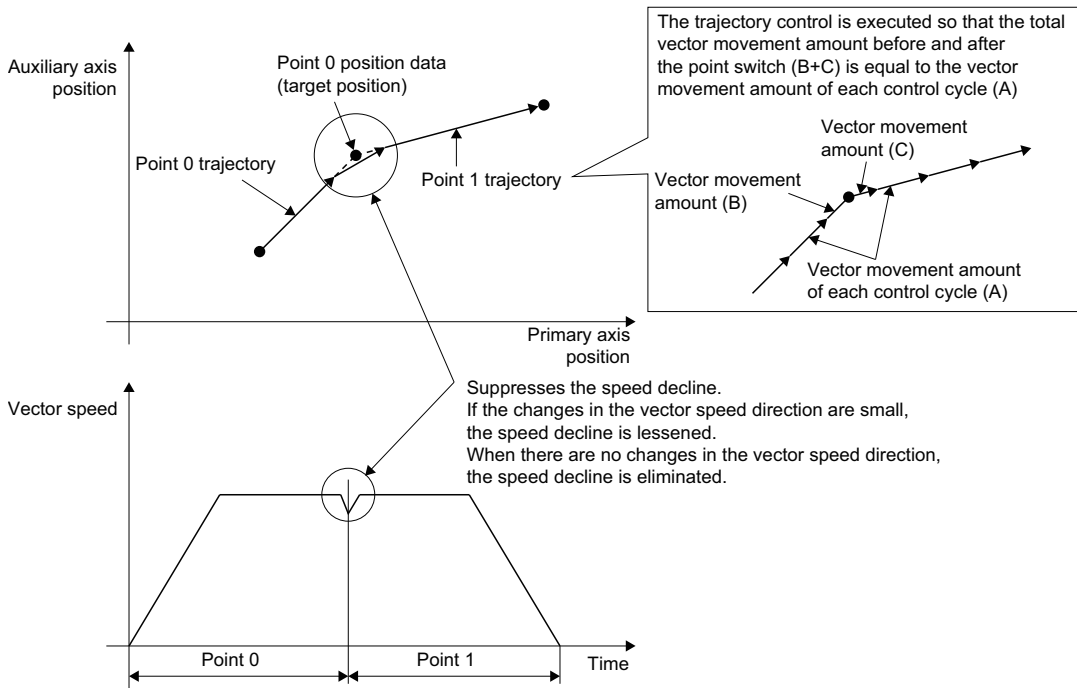 Auxiliary axis
position
Point 0 position data
(target position)
Point 0 trajectory
Point 1 trajectory
Primary axis
position
The trajectory control is executed so that the total
vector movement amount before and after
the point switch (B+C) is equal to the vector
movement amount of each control cycle (A)
Vector movement
amount (C)
Vector movement
amount (B)
Vector movement amount
of each control cycle (A)
Suppresses the speed decline.
If the changes in the vector speed direction are small,
the speed decline is lessened.
When there are no changes in the vector speed direction,
the speed decline is eliminated.
Vector speed
Point 0
Point 1
Time